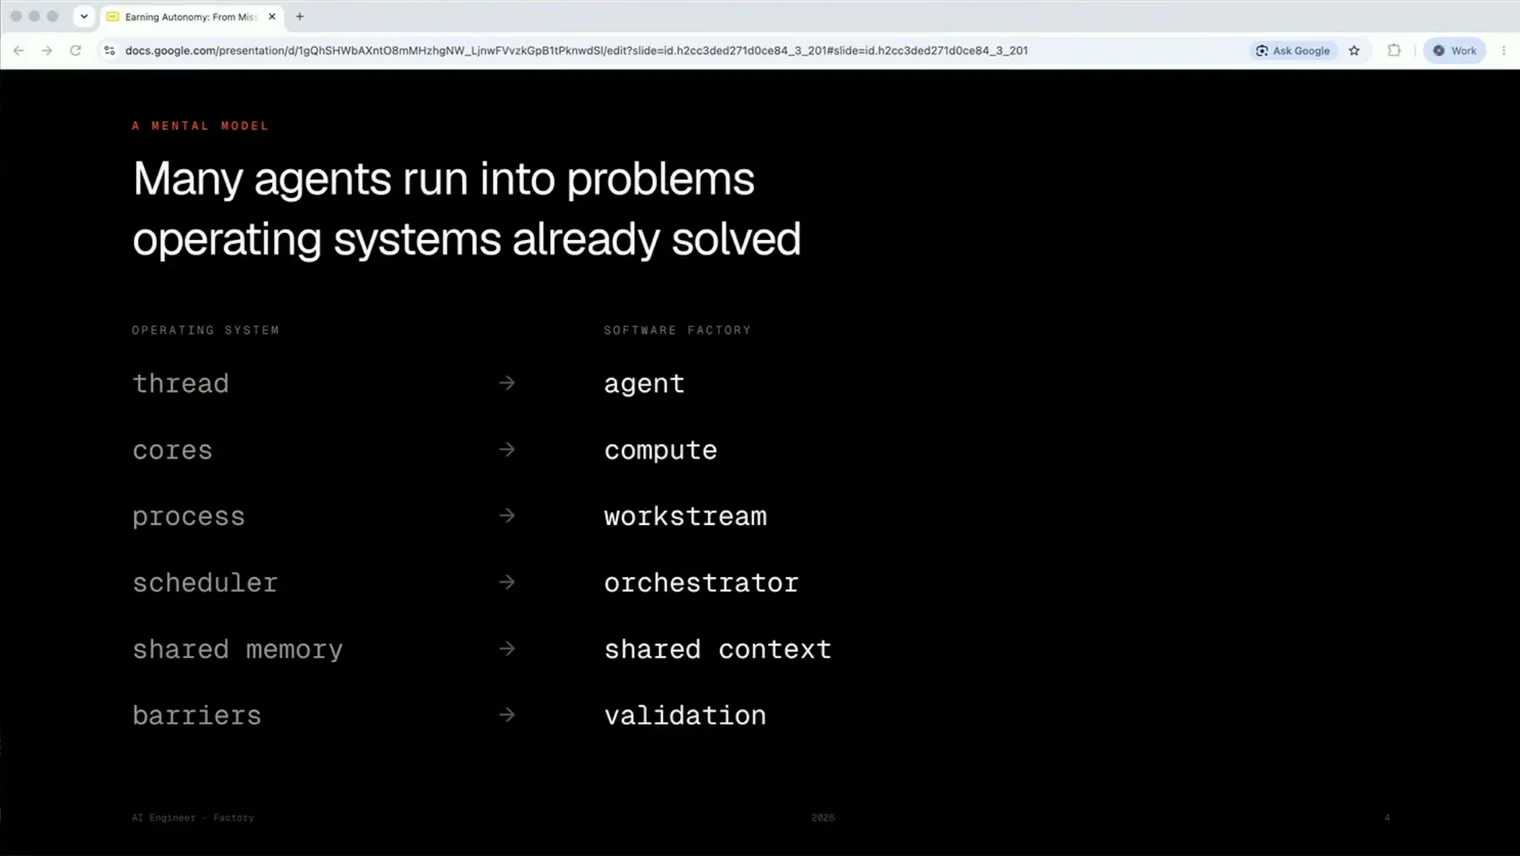 Earning Autonomy: From Miss
docs.google.com/presentation/d/1gQhSHWbAXntO8mMHzhgNW_LjnwFVvzkGpB1tPknwdSI/edit?slide=id.h2cc3ded271d0ce84_3_201#slide=id.h2cc3ded271d0ce84_3_201
Ask Google
Work
A MENTAL MODEL
Many agents run into problems
operating systems already solved
OPERATING SYSTEM
SOFTWARE FACTORY
thread → agent
cores → compute
process → workstream
scheduler → orchestrator
shared memory → shared context
barriers → validation
AI Engineer - Factory
2026
4